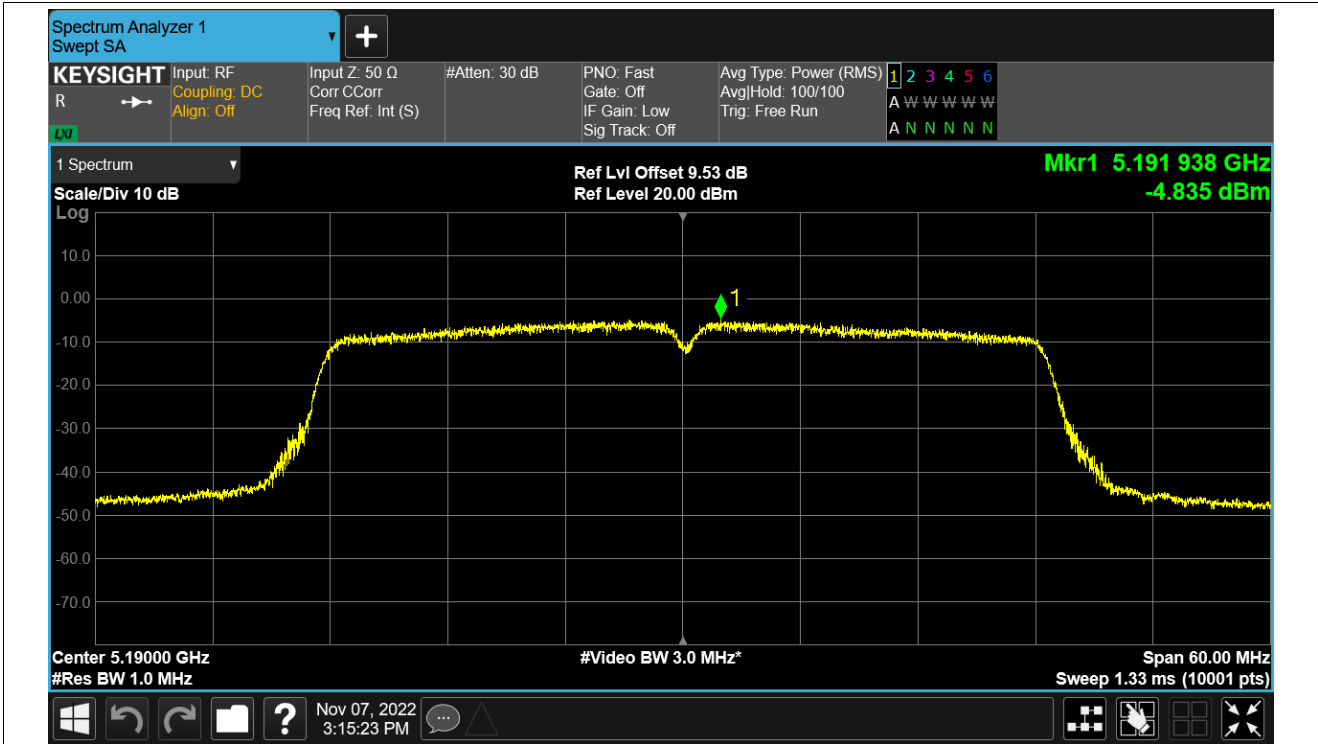 Spectrum Analyzer 1
Swept SA
+
KEYSIGHT Input: RF Input Z: 50 Ω #Atten: 30 dB PNO: Fast Avg Type: Power (RMS) 1 2 3 4 5 6
R Coupling: DC Corr CCorr Gate: Off Avg|Hold: 100/100 A W W W W W
Align: Off Freq Ref: Int (S) IF Gain: Low Trig: Free Run
LXI Sig Track: Off A N N N N N
1 Spectrum Ref Lvl Offset 9.53 dB Mkr1 5.191 938 GHz
Scale/Div 10 dB Ref Level 20.00 dBm -4.835 dBm
Log
10.0
0.00
1
-10.0
-20.0
-30.0
-40.0
-50.0
-60.0
-70.0
Center 5.19000 GHz #Video BW 3.0 MHz* Span 60.00 MHz
#Res BW 1.0 MHz Sweep 1.33 ms (10001 pts)
? Nov 07, 2022
3:15:23 PM